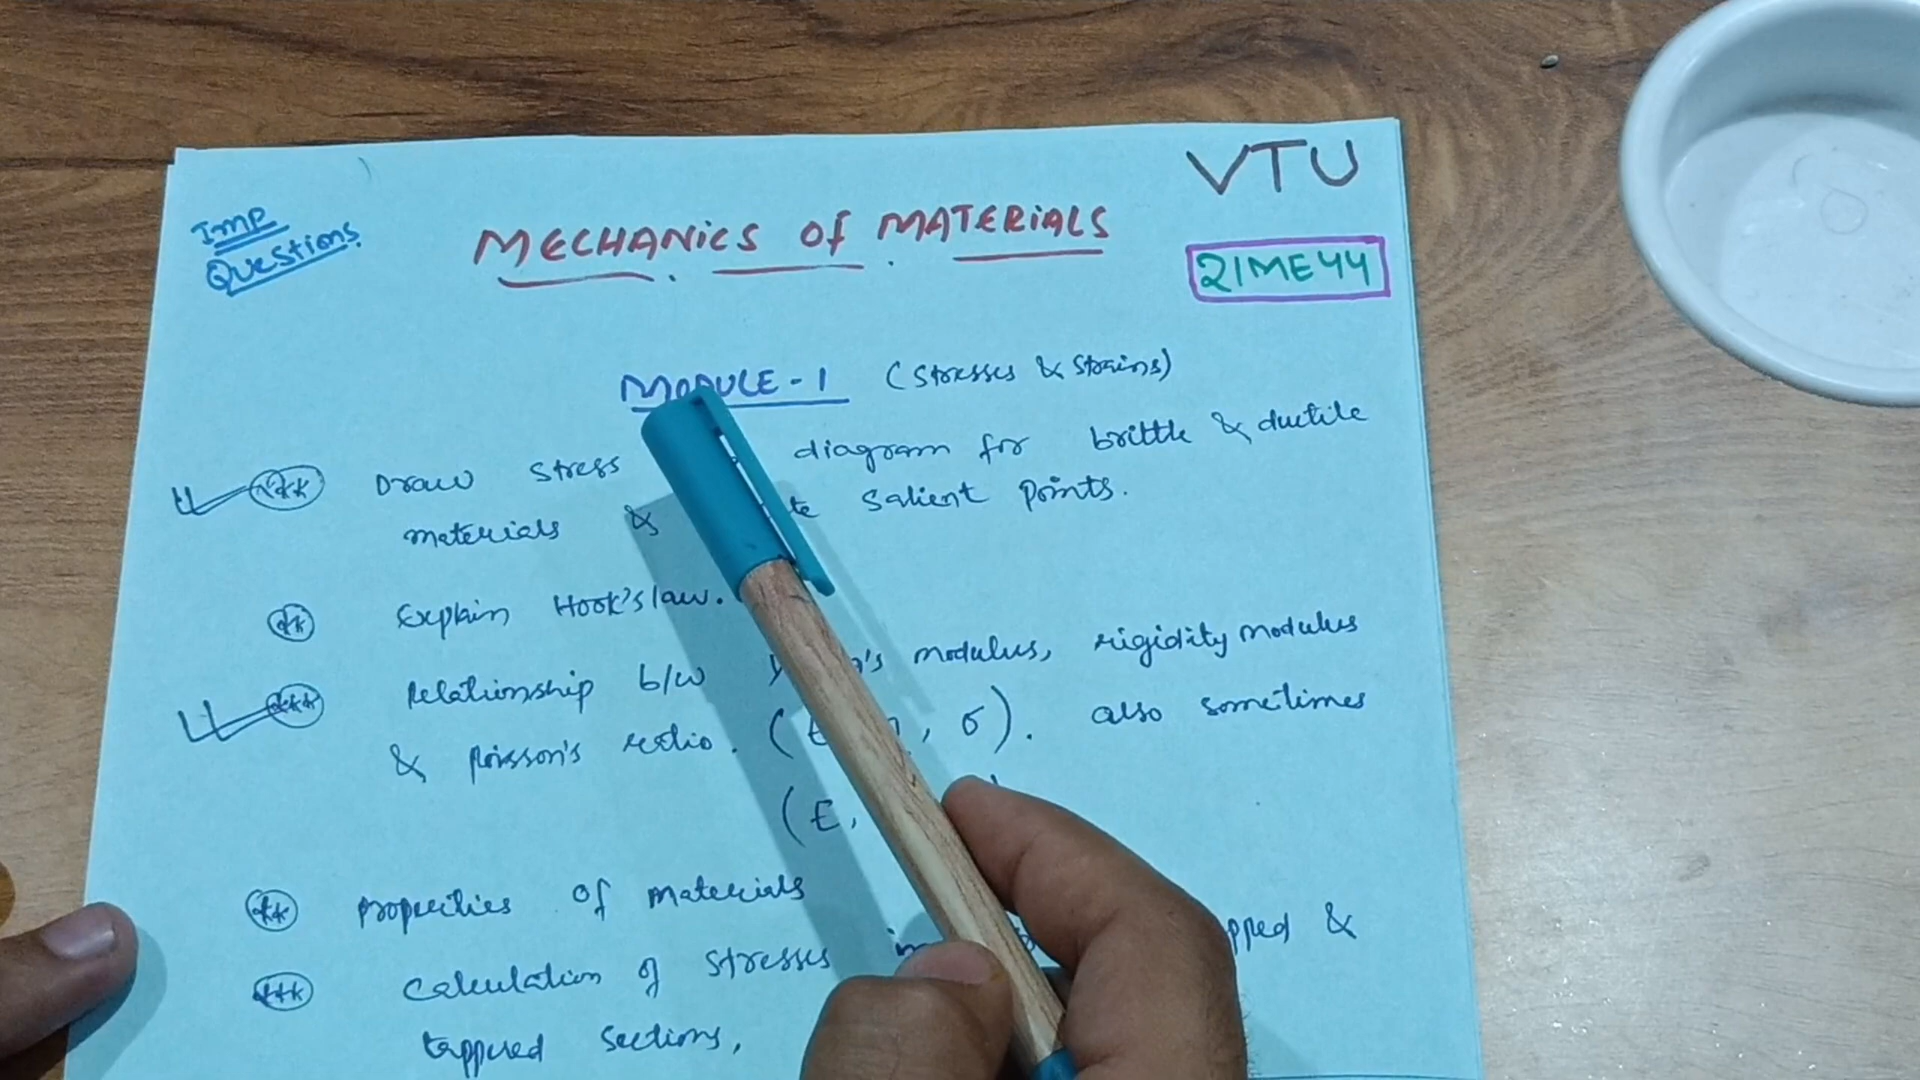 VTU
Imp
Questions
MECHANICS OF MATERIALS
21ME44
MODULE-1 (Stresses & Strains)
** Draw stress diagram for brittle & ductile
materials & salient points.
** Explain Hook's law.
*** Relationship b/w modulus, rigidity modulus
& poisson's ratio. ( , σ). also sometimes
(E,
** properties of materials
*** calculation of stresses &
tappered sections,